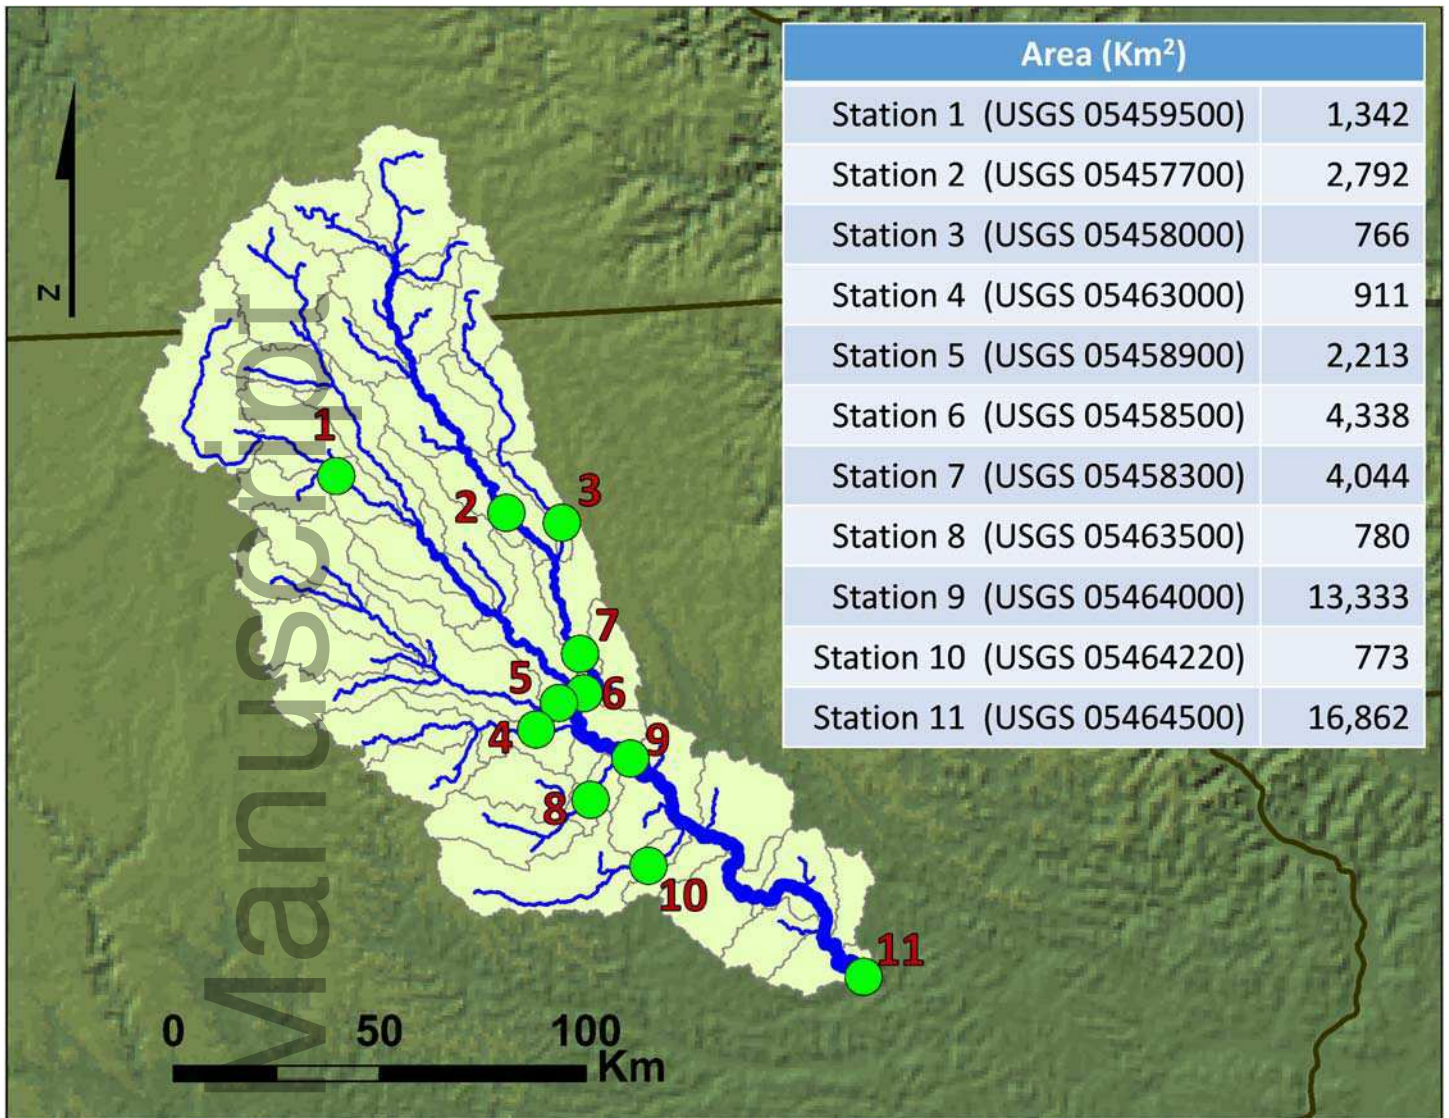 Area (Km²)
Station 1 (USGS 05459500) 1,342
Station 2 (USGS 05457700) 2,792
Station 3 (USGS 05458000) 766
Station 4 (USGS 05463000) 911
Station 5 (USGS 05458900) 2,213
Station 6 (USGS 05458500) 4,338
Station 7 (USGS 05458300) 4,044
Station 8 (USGS 05463500) 780
Station 9 (USGS 05464000) 13,333
Station 10 (USGS 05464220) 773
Station 11 (USGS 05464500) 16,862
N
1
2
3
7
5
6
4
9
8
10
11
0 50 100
Km
Manuscript